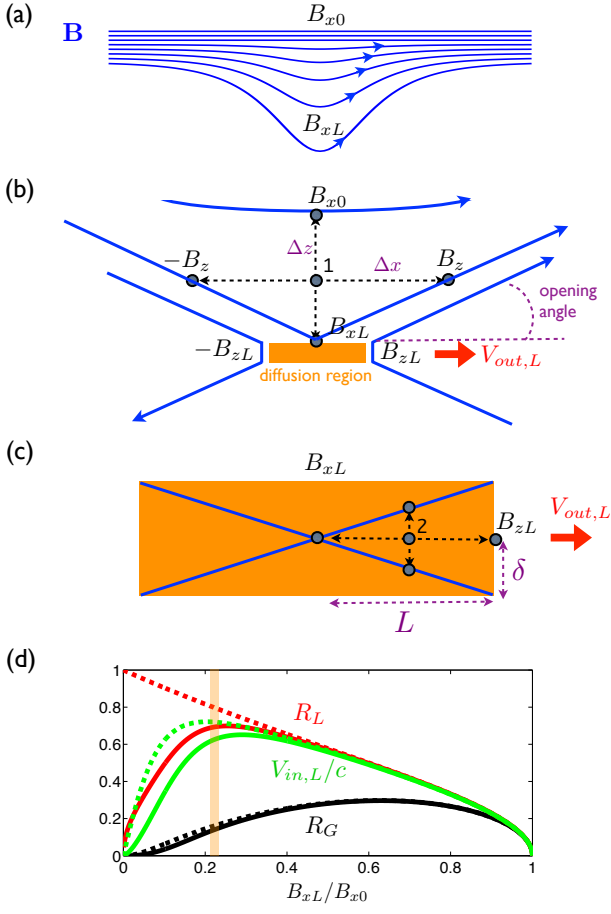 (a)
B
B_{x0}
B_{xL}
(b)
B_{x0}
Δz
1
Δx
-B_z
B_z
opening
angle
B_{xL}
-B_{zL}
B_{zL}
V_{out,L}
diffusion region
(c)
B_{xL}
2
V_{out,L}
B_{zL}
δ
L
(d)
1
0.8
0.6
0.4
0.2
0
R_L
V_{in,L}/c
R_G
0
0.2
0.4
0.6
0.8
1
B_{xL}/B_{x0}